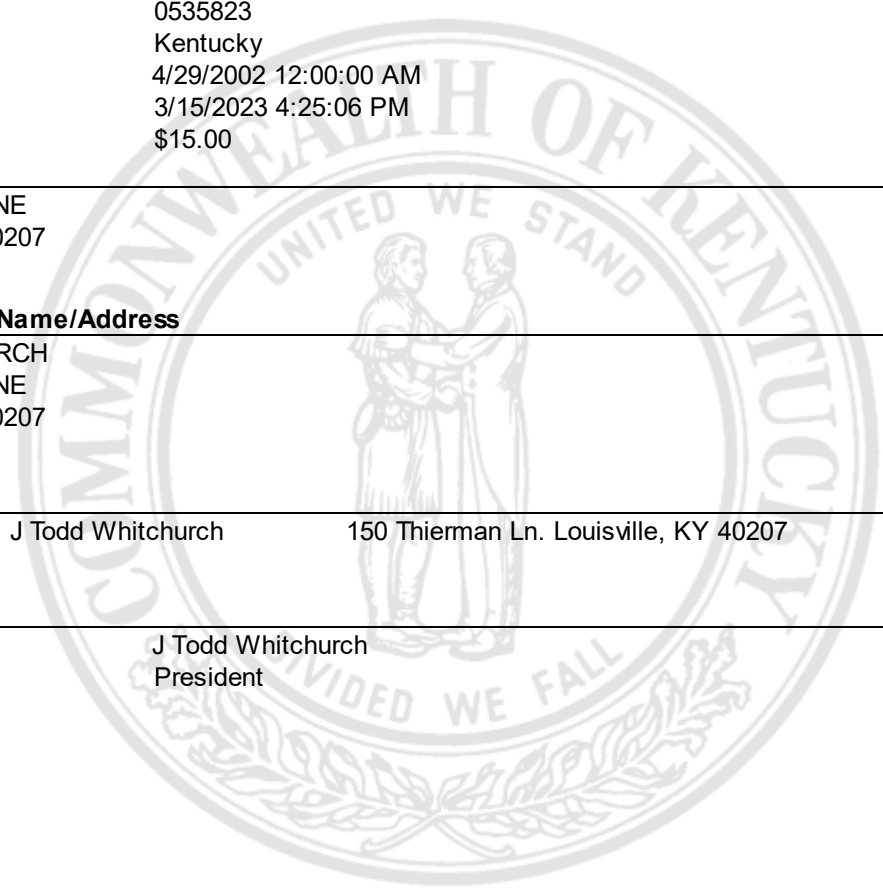 0535823
Kentucky
4/29/2002 12:00:00 AM
3/15/2023 4:25:06 PM
$15.00
NE
0207
Name/Address
RCH
NE
0207
J Todd Whitchurch 150 Thierman Ln. Louisville, KY 40207
J Todd Whitchurch
President
COMMONWEALTH OF KENTUCKY
UNITED WE STAND
DIVIDED WE FALL